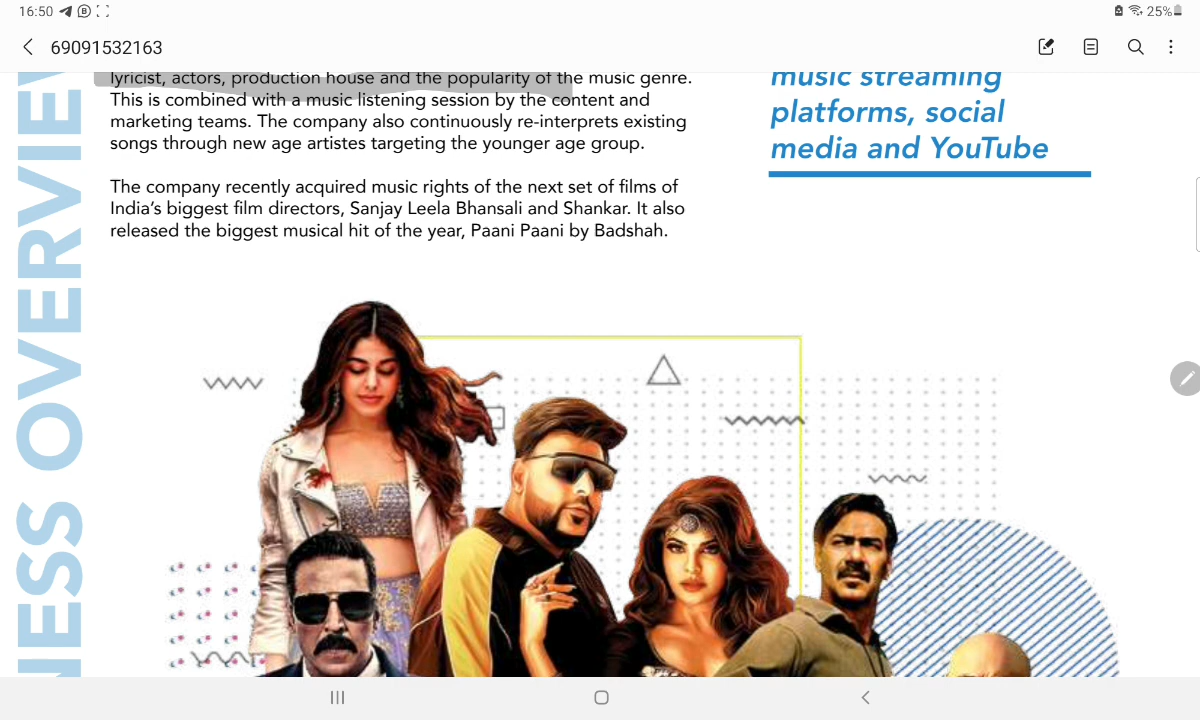 16:50
25%
69091532163
lyricist, actors, production house and the popularity of the music genre.
This is combined with a music listening session by the content and
marketing teams. The company also continuously re-interprets existing
songs through new age artistes targeting the younger age group.
The company recently acquired music rights of the next set of films of
India's biggest film directors, Sanjay Leela Bhansali and Shankar. It also
released the biggest musical hit of the year, Paani Paani by Badshah.
music streaming
platforms, social
media and YouTube
NESS OVERVIEW